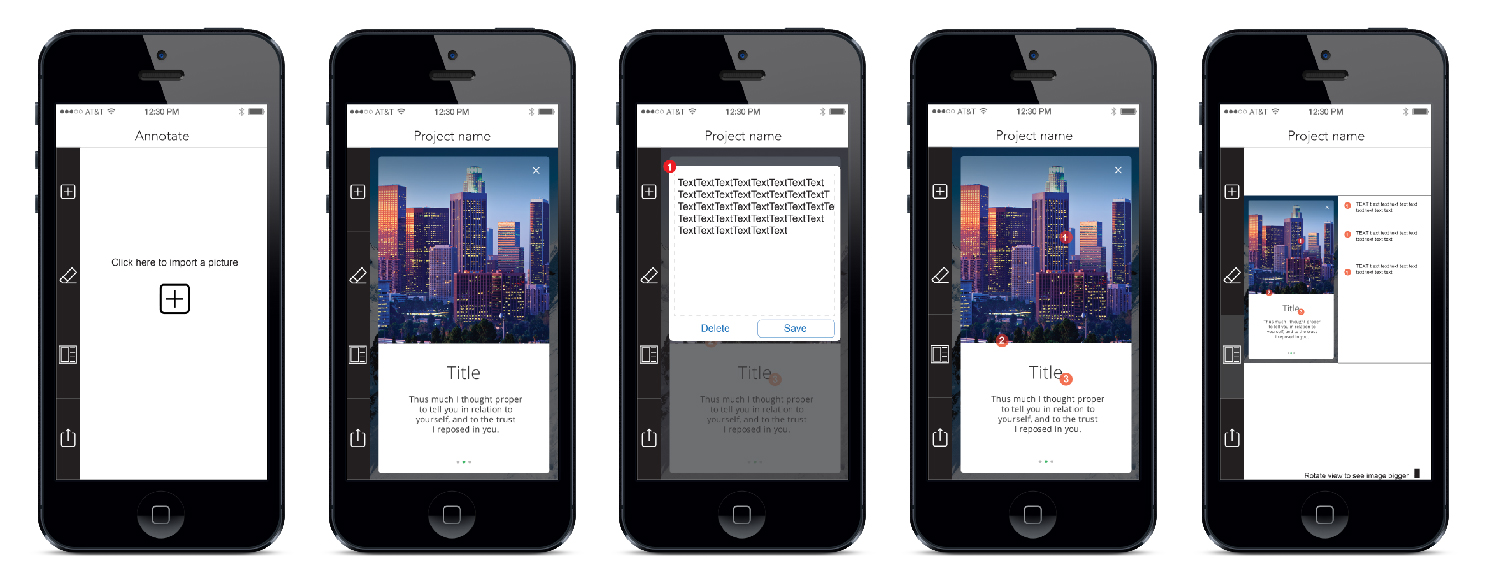 AT&T 12:30 PM
Annotate
Click here to import a picture
AT&T 12:30 PM
Project name
Title
Thus much I thought proper
to tell you in relation to
yourself, and to the trust
I reposed in you.
AT&T 12:30 PM
Project name
1
TextTextTextTextTextTextTextText
TextTextTextTextTextTextTextTextT
TextTextTextTextTextTextTextTextTe
TextTextTextTextTextTextTextText
TextTextTextTextTextText
Delete Save
Title
3
Thus much I thought proper
to tell you in relation to
yourself, and to the trust
I reposed in you.
AT&T 12:30 PM
Project name
2
Title
3
Thus much I thought proper
to tell you in relation to
yourself, and to the trust
I reposed in you.
AT&T 12:30 PM
Project name
TEXT text text text text text
text text text text
TEXT text text text text text
text text text text
TEXT text text text text text
text text text text
Title
Thus much I thought proper
to tell you in relation to
yourself, and to the trust
I reposed in you.
Rotate view to see image bigger